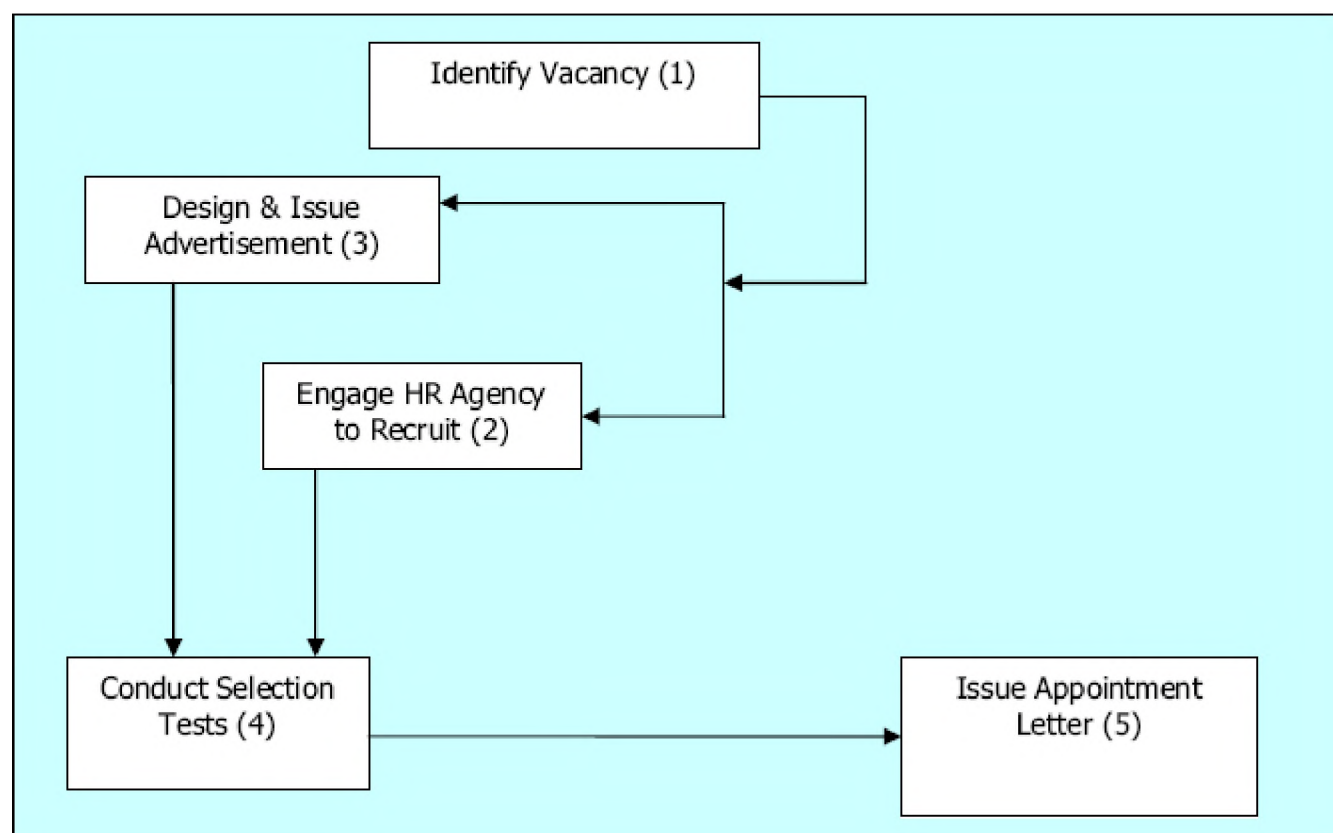 Identify Vacancy (1)
Design & Issue
Advertisement (3)
Engage HR Agency
to Recruit (2)
Conduct Selection
Tests (4)
Issue Appointment
Letter (5)